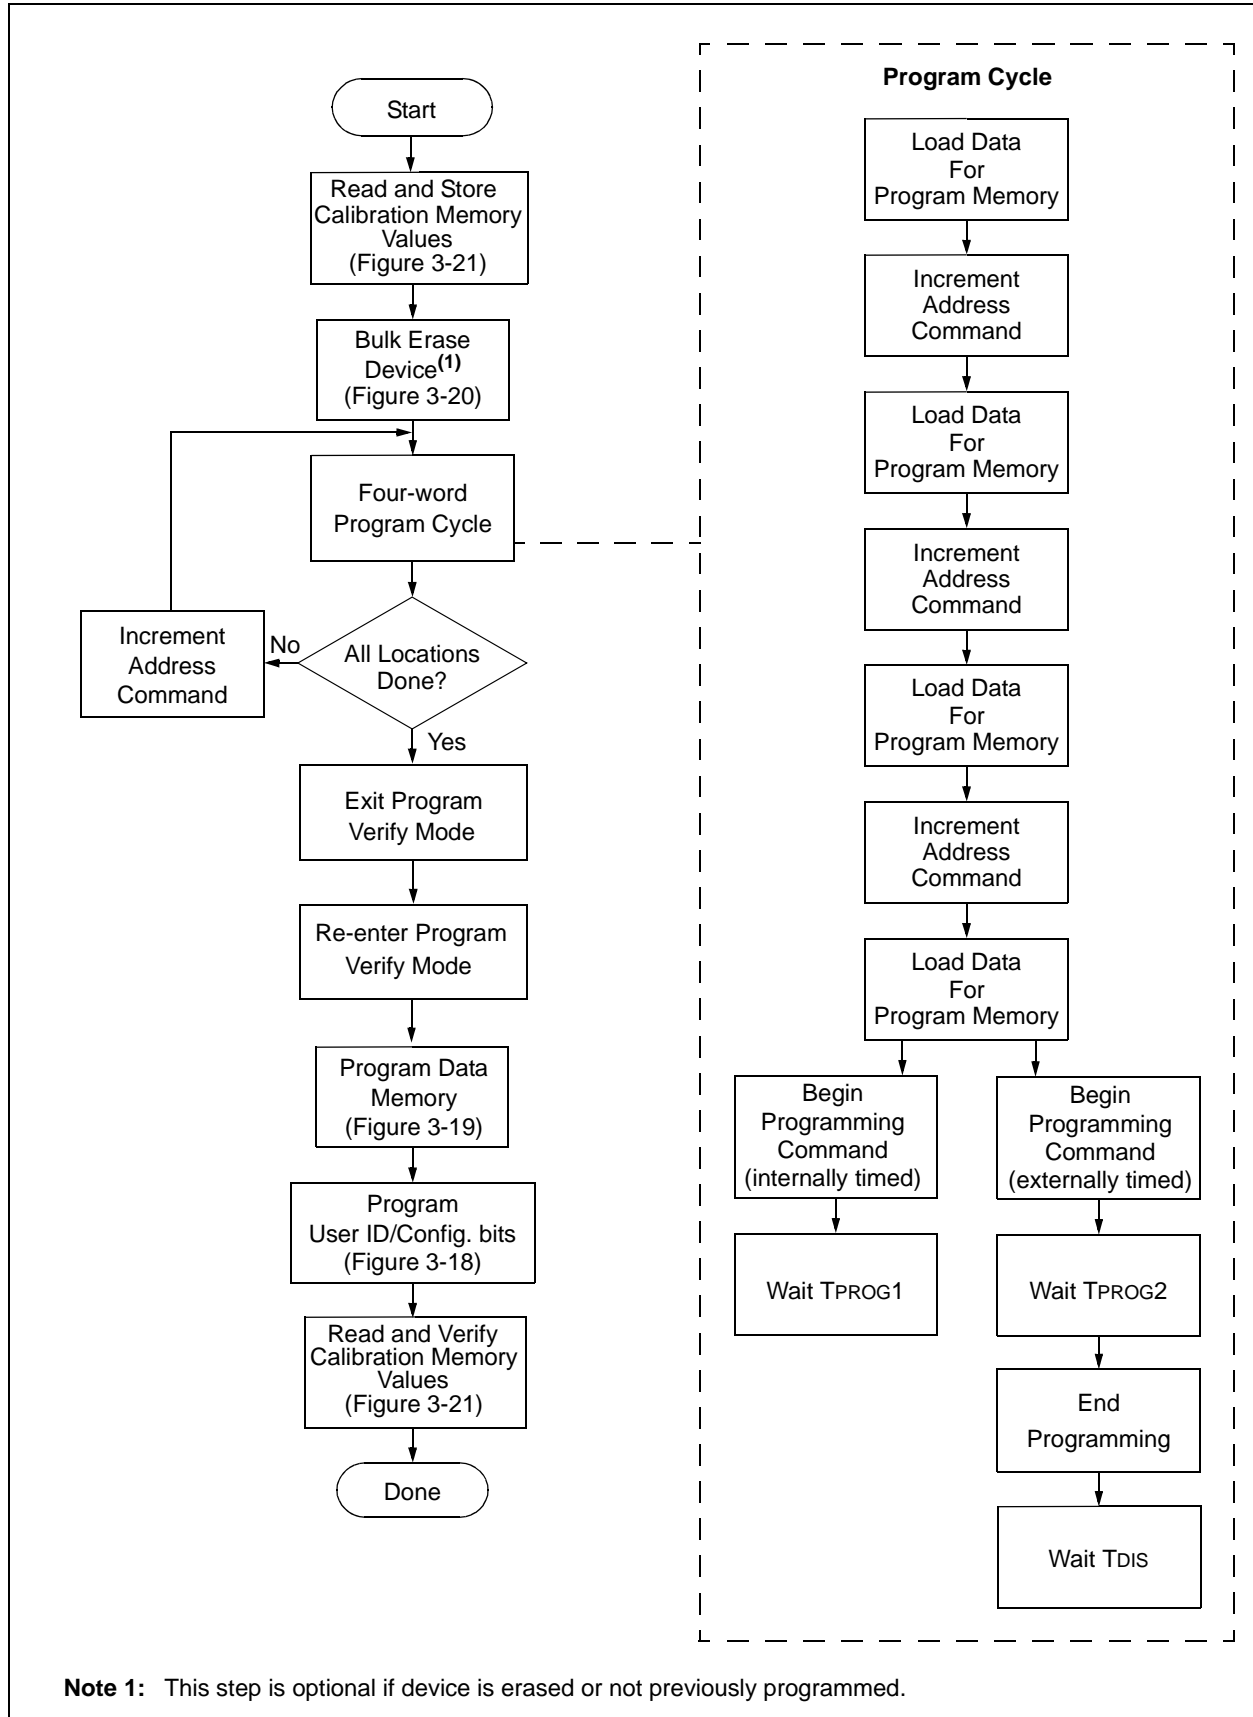 Start
Read and Store
Calibration Memory
Values
(Figure 3-21)
Bulk Erase
Device(1)
(Figure 3-20)
Four-word
Program Cycle
All Locations
Done?
No
Increment
Address
Command
Yes
Exit Program
Verify Mode
Re-enter Program
Verify Mode
Program Data
Memory
(Figure 3-19)
Program
User ID/Config. bits
(Figure 3-18)
Read and Verify
Calibration Memory
Values
(Figure 3-21)
Done
Program Cycle
Load Data
For
Program Memory
Increment
Address
Command
Load Data
For
Program Memory
Increment
Address
Command
Load Data
For
Program Memory
Increment
Address
Command
Load Data
For
Program Memory
Begin
Programming
Command
(internally timed)
Wait TPROG1
Begin
Programming
Command
(externally timed)
Wait TPROG2
End
Programming
Wait TDIS
Note 1: This step is optional if device is erased or not previously programmed.